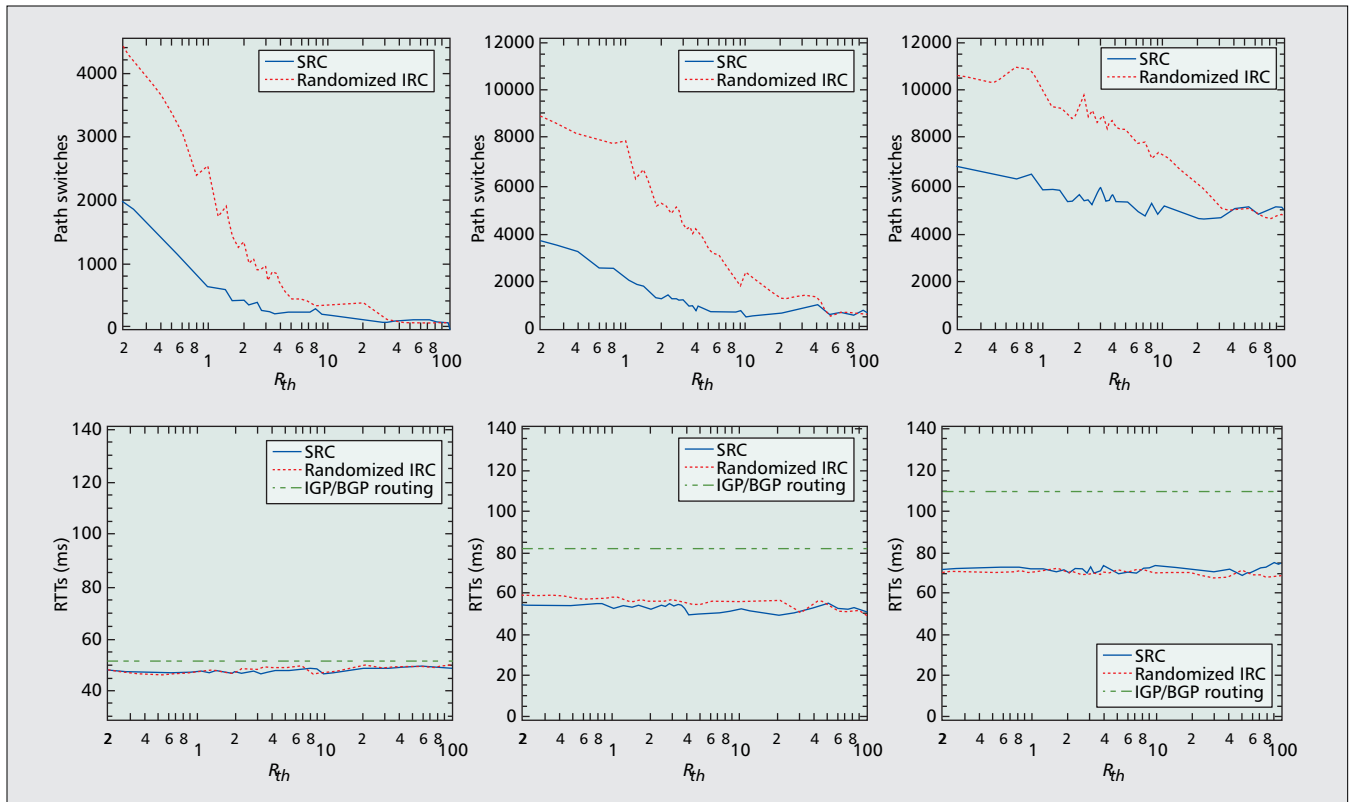 SRC
Randomized IRC
Path switches
4000
3000
2000
1000
0
2 4 6 8 1 2 4 6 8 10 2 4 6 8 100
Rth
SRC
Randomized IRC
Path switches
12000
10000
8000
6000
4000
2000
0
2 4 6 8 1 2 4 6 8 10 2 4 6 8 100
Rth
SRC
Randomized IRC
Path switches
12000
10000
8000
6000
4000
2000
0
2 4 6 8 1 2 4 6 8 10 2 4 6 8 100
Rth
SRC
Randomized IRC
IGP/BGP routing
RTTs (ms)
140
120
100
80
60
40
2 4 6 8 1 2 4 6 8 10 2 4 6 8 100
Rth
SRC
Randomized IRC
IGP/BGP routing
RTTs (ms)
140
120
100
80
60
40
20
0
2 4 6 8 1 2 4 6 8 10 2 4 6 8 100
Rth
SRC
Randomized IRC
IGP/BGP routing
RTTs (ms)
140
120
100
80
60
40
20
0
2 4 6 8 1 2 4 6 8 10 2 4 6 8 100
Rth